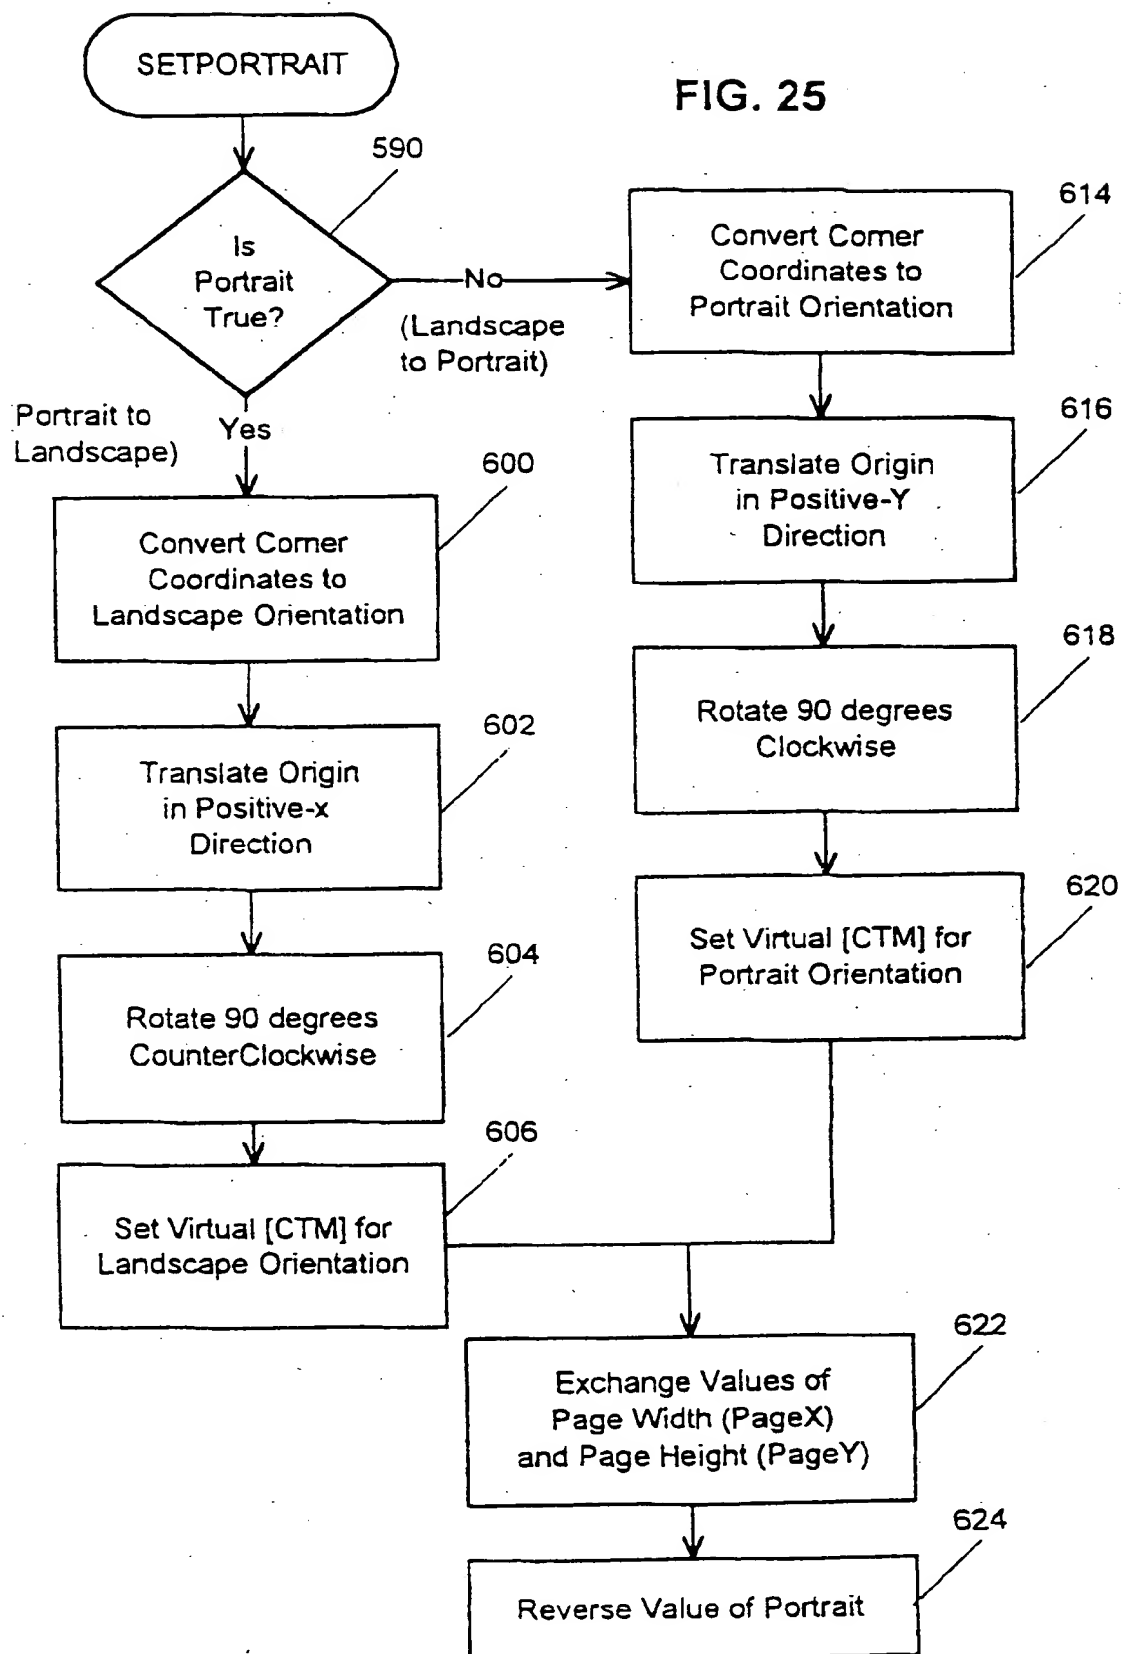 SETPORTRAIT
FIG. 25
590
Is
Portrait
True?
No
(Landscape
to Portrait)
Portrait to
Landscape)
Yes
600
Convert Corner
Coordinates to
Landscape Orientation
602
Translate Origin
in Positive-x
Direction
604
Rotate 90 degrees
CounterClockwise
606
Set Virtual [CTM] for
Landscape Orientation
614
Convert Corner
Coordinates to
Portrait Orientation
616
Translate Origin
in Positive-Y
Direction
618
Rotate 90 degrees
Clockwise
620
Set Virtual [CTM] for
Portrait Orientation
622
Exchange Values of
Page Width (PageX)
and Page Height (PageY)
624
Reverse Value of Portrait